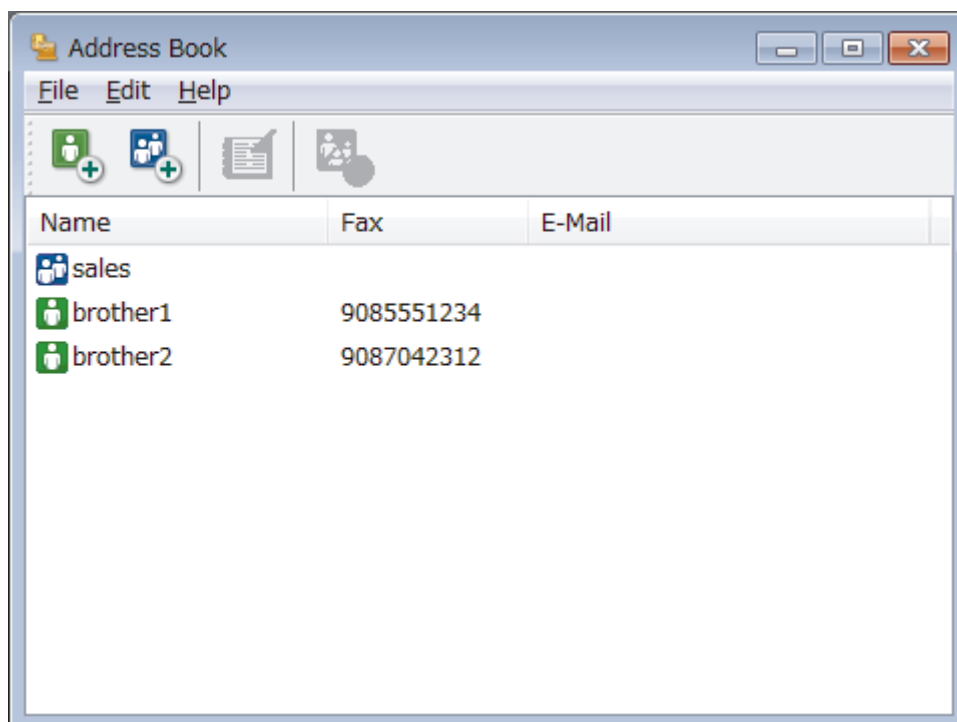 Address Book
File Edit Help
Name Fax E-Mail
sales
brother1 9085551234
brother2 9087042312